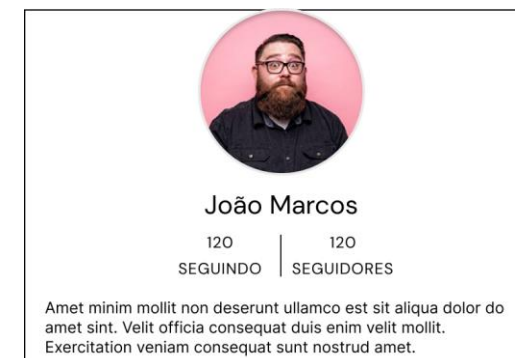 João Marcos
120 120
SEGUINDO SEGUIDORES
Amet minim mollit non deserunt ullamco est sit aliqua dolor do
amet sint. Velit officia consequat duis enim velit mollit.
Exercitation veniam consequat sunt nostrud amet.